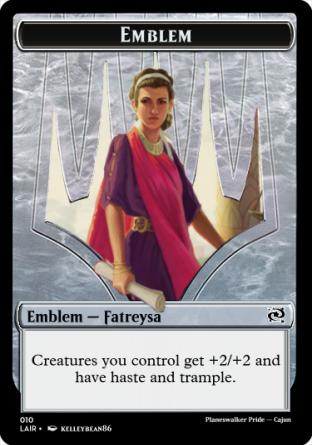 EMBLEM
Emblem — Fatreysa
Creatures you control get +2/+2 and
have haste and trample.
010
Planeswalker Pride — Cajun
LAIR • KELLEYBEAN86